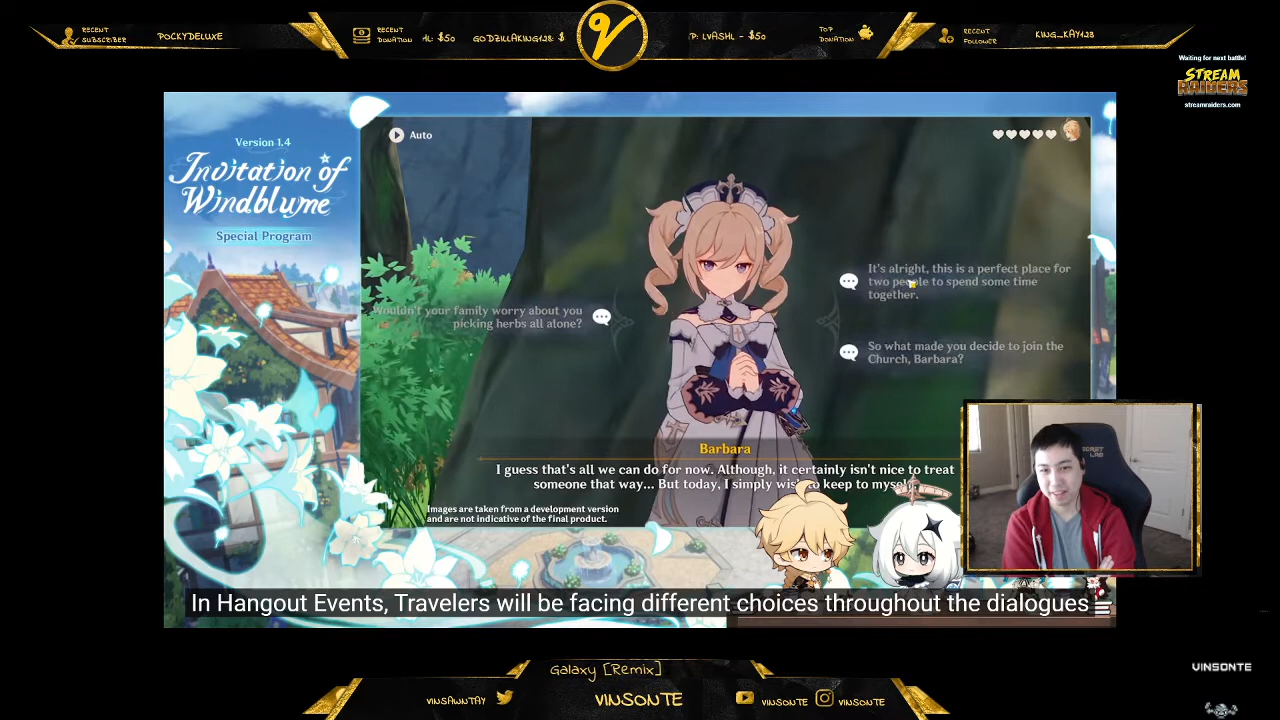 RECENT
SUBSCRIBER
POCKYDELUXE
RECENT
DONATION
$50
GODZILLAKING128: $
LVASHL - $50
TOP
DONATION
RECENT
FOLLOWER
KING_KAY123
Waiting for next battle!
STREAM
RAIDERS
streamraiders.com
Version 1.4
Invitation of
Windblume
Special Program
Auto
It's alright, this is a perfect place for
two people to spend some time
together.
Wouldn't your family worry about you
picking herbs all alone?
So what made you decide to join the
Church, Barbara?
Barbara
I guess that's all we can do for now. Although, it certainly isn't nice to treat
someone that way... But today, I simply wish to keep to myself.
Images are taken from a development version
and are not indicative of the final product.
In Hangout Events, Travelers will be facing different choices throughout the dialogues
VINSONTE
Galaxy [Remix]
VINSAWNTAY
VINSONTE
VINSONTE
VINSONTE